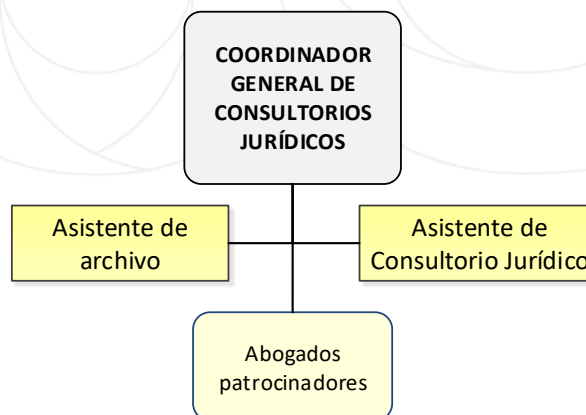 COORDINADOR
GENERAL DE
CONSULTORIOS
JURÍDICOS
Asistente de
archivo
Asistente de
Consultorio Jurídico
Abogados
patrocinadores